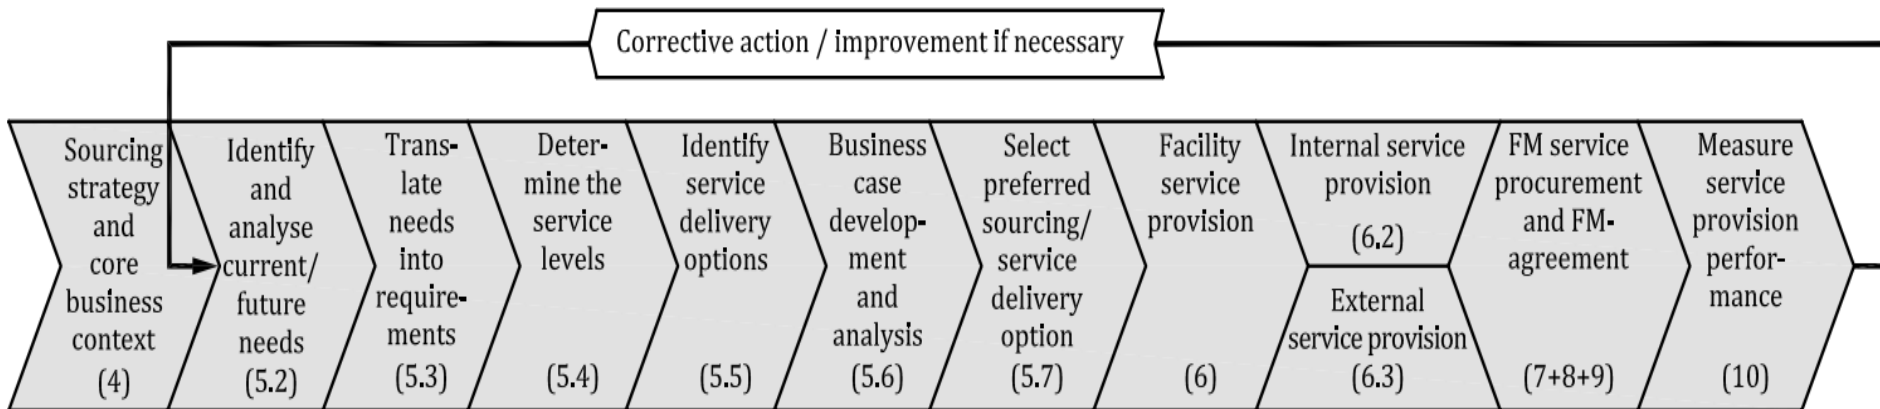 Corrective action / improvement if necessary
Sourcing
strategy
and
core
business
context
(4)
Identify
and
analyse
current/
future
needs
(5.2)
Trans-
late
needs
into
require-
ments
(5.3)
Deter-
mine the
service
levels
(5.4)
Identify
service
delivery
options
(5.5)
Business
case
develop-
ment
and
analysis
(5.6)
Select
preferred
sourcing/
service
delivery
option
(5.7)
Facility
service
provision
(6)
Internal service
provision
(6.2)
External
service provision
(6.3)
FM service
procurement
and FM-
agreement
(7+8+9)
Measure
service
provision
perfor-
mance
(10)